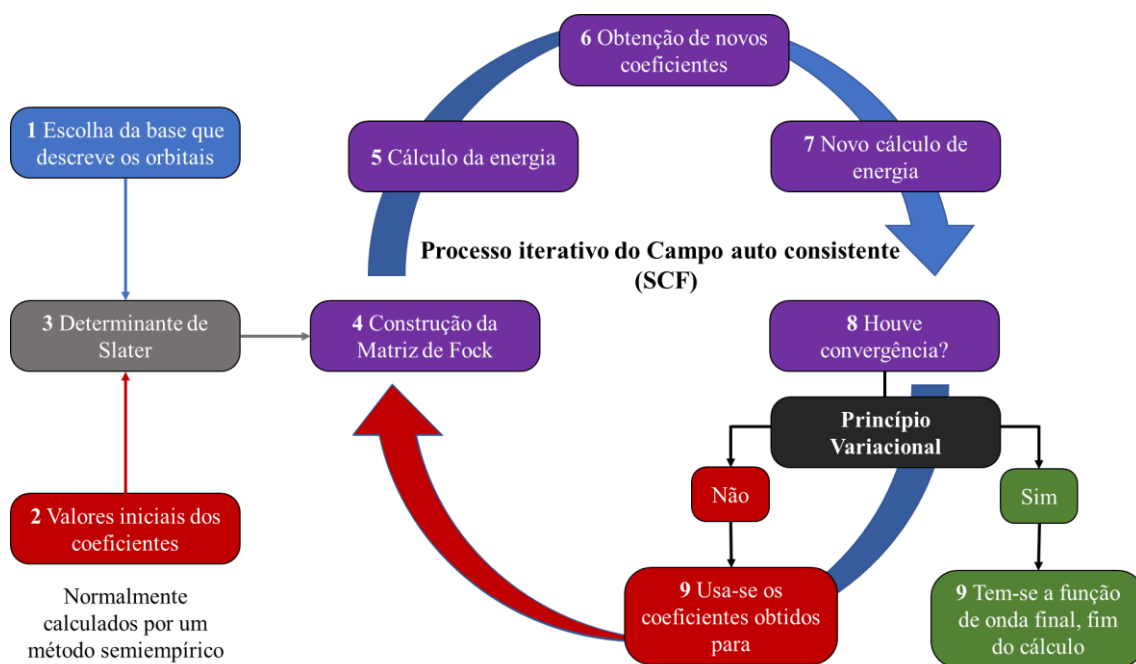 1 Escolha da base que
descreve os orbitais
2 Valores iniciais dos
coeficientes
Normalmente
calculados por um
método semiempírico
3 Determinante de
Slater
4 Construção da
Matriz de Fock
5 Cálculo da energia
6 Obtenção de novos
coeficientes
7 Novo cálculo de
energia
Processo iterativo do Campo auto consistente
(SCF)
8 Houve
convergência?
Princípio
Variacional
Não
Sim
9 Usa-se os
coeficientes obtidos
para
9 Tem-se a função
de onda final, fim
do cálculo